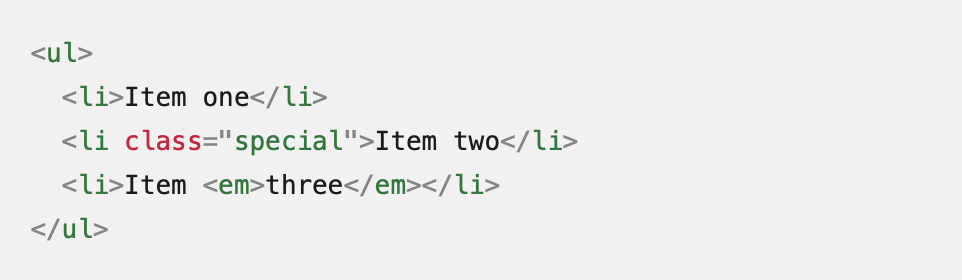 <ul>
  <li>Item one</li>
  <li class="special">Item two</li>
  <li>Item <em>three</em></li>
</ul>